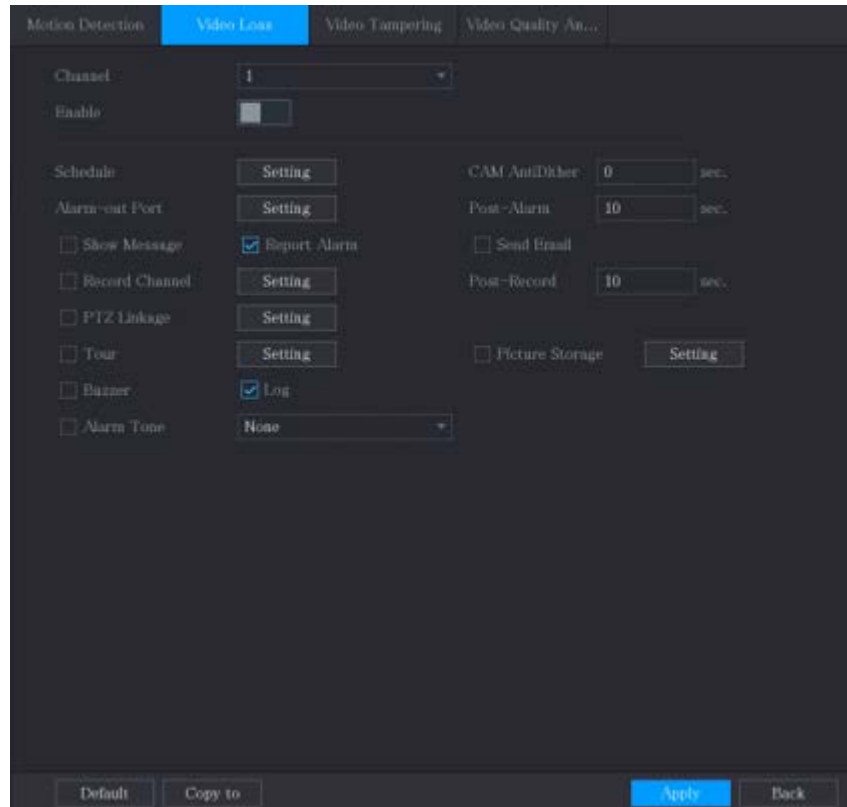 Motion Detection Video Loss Video Tampering Video Quality An...
Channel 1
Enable
Schedule Setting CAM AntiDither 0 sec.
Alarm-out Port Setting Post-Alarm 10 sec.
Show Message Report Alarm Send Email
Record Channel Setting Post-Record 10 sec.
PTZ Linkage Setting
Tour Setting Picture Storage Setting
Buzzer Log
Alarm Tone None
Default Copy to Apply Back